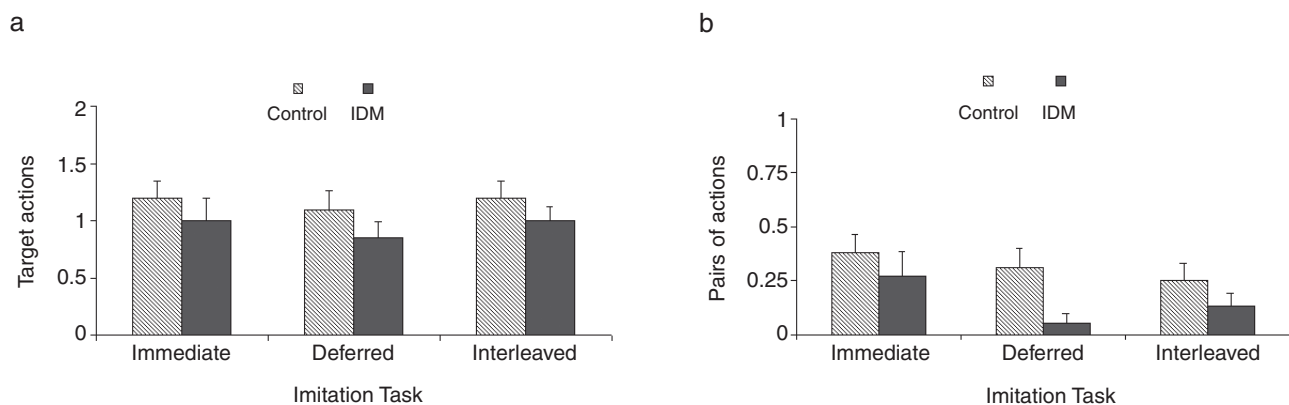 a
Control IDM
2
1.5
1
0.5
0
Target actions
Immediate Deferred Interleaved
Imitation Task
b
Control IDM
1
0.75
0.5
0.25
0
Pairs of actions
Immediate Deferred Interleaved
Imitation Task